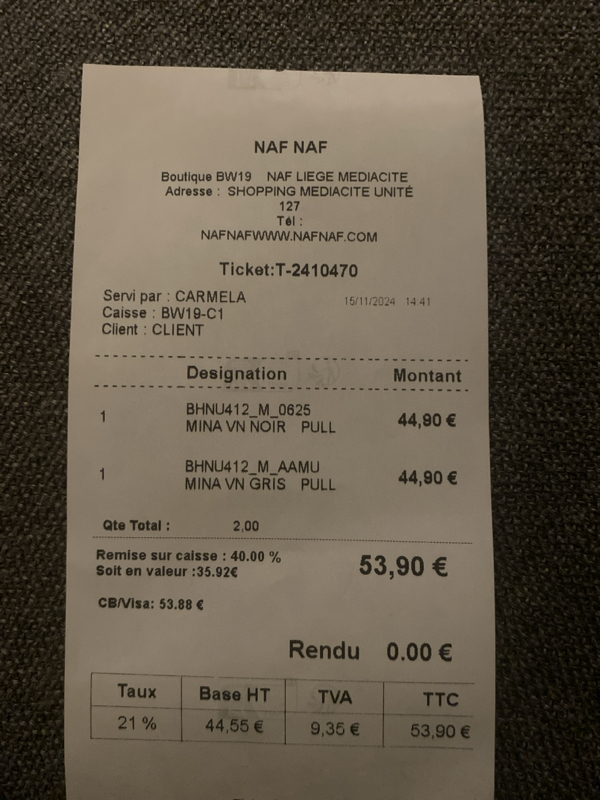 NAF NAF
Boutique BW19 NAF LIEGE MEDIACITE
Adresse : SHOPPING MEDIACITE UNITÉ
127
Tél :
NAFNAFWWW.NAFNAF.COM
Ticket:T-2410470
Servi par : CARMELA 15/11/2024 14:41
Caisse : BW19-C1
Client : CLIENT
Designation Montant
1 BHNU412_M_0625 44,90 €
MINA VN NOIR PULL
1 BHNU412_M_AAMU 44,90 €
MINA VN GRIS PULL
Qte Total : 2,00
Remise sur caisse : 40.00 % 53,90 €
Soit en valeur :35.92€
CB/Visa: 53.88 €
Rendu 0.00 €
Taux Base HT TVA TTC
21 % 44,55 € 9,35 € 53,90 €